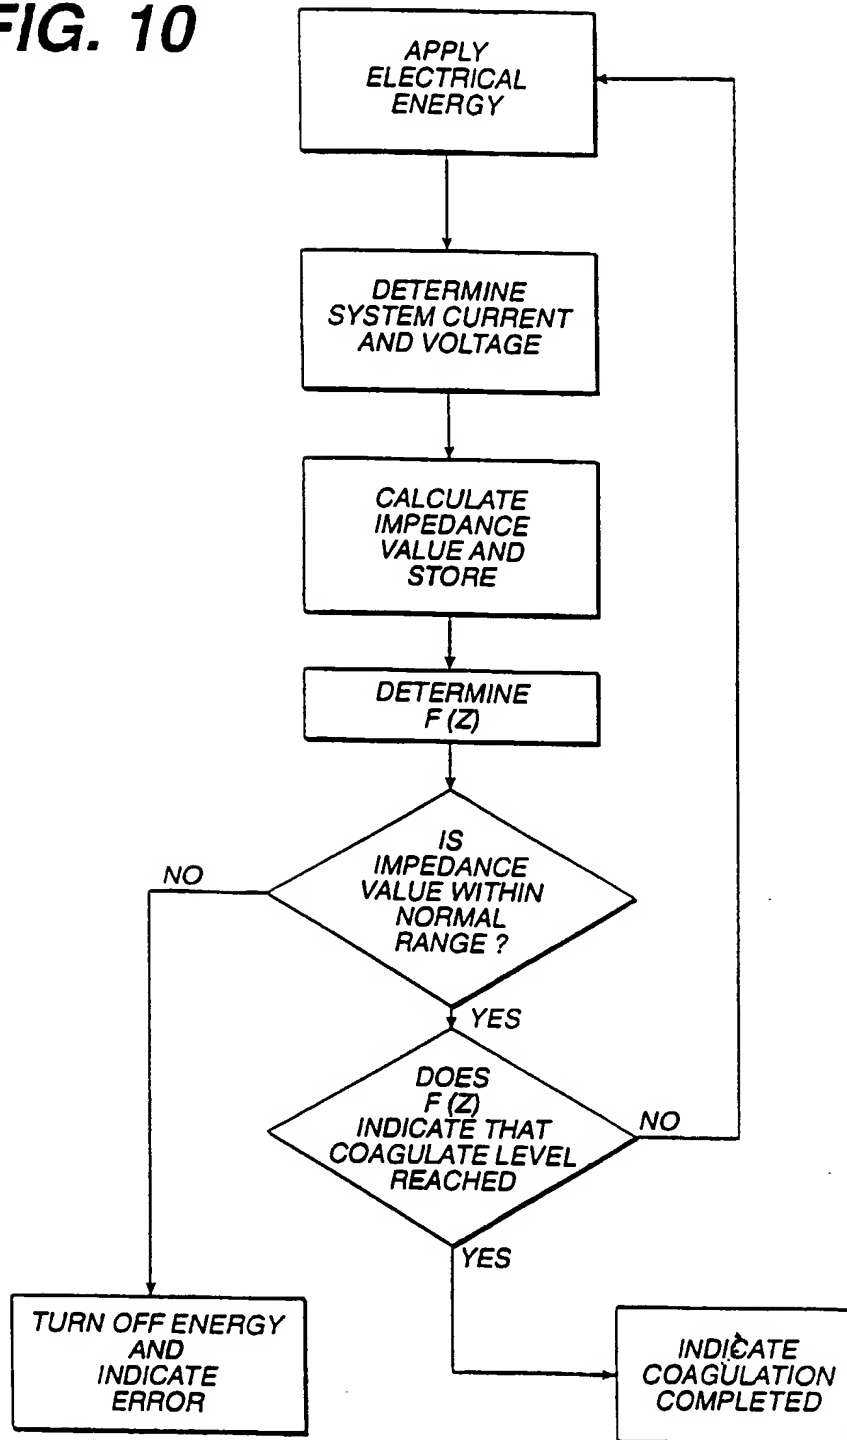 FIG. 10
APPLY
ELECTRICAL
ENERGY
DETERMINE
SYSTEM CURRENT
AND VOLTAGE
CALCULATE
IMPEDANCE
VALUE AND
STORE
DETERMINE
F (Z)
IS
IMPEDANCE
VALUE WITHIN
NORMAL
RANGE ?
NO
YES
DOES
F (Z)
INDICATE THAT
COAGULATE LEVEL
REACHED
NO
YES
TURN OFF ENERGY
AND
INDICATE
ERROR
INDICATE
COAGULATION
COMPLETED